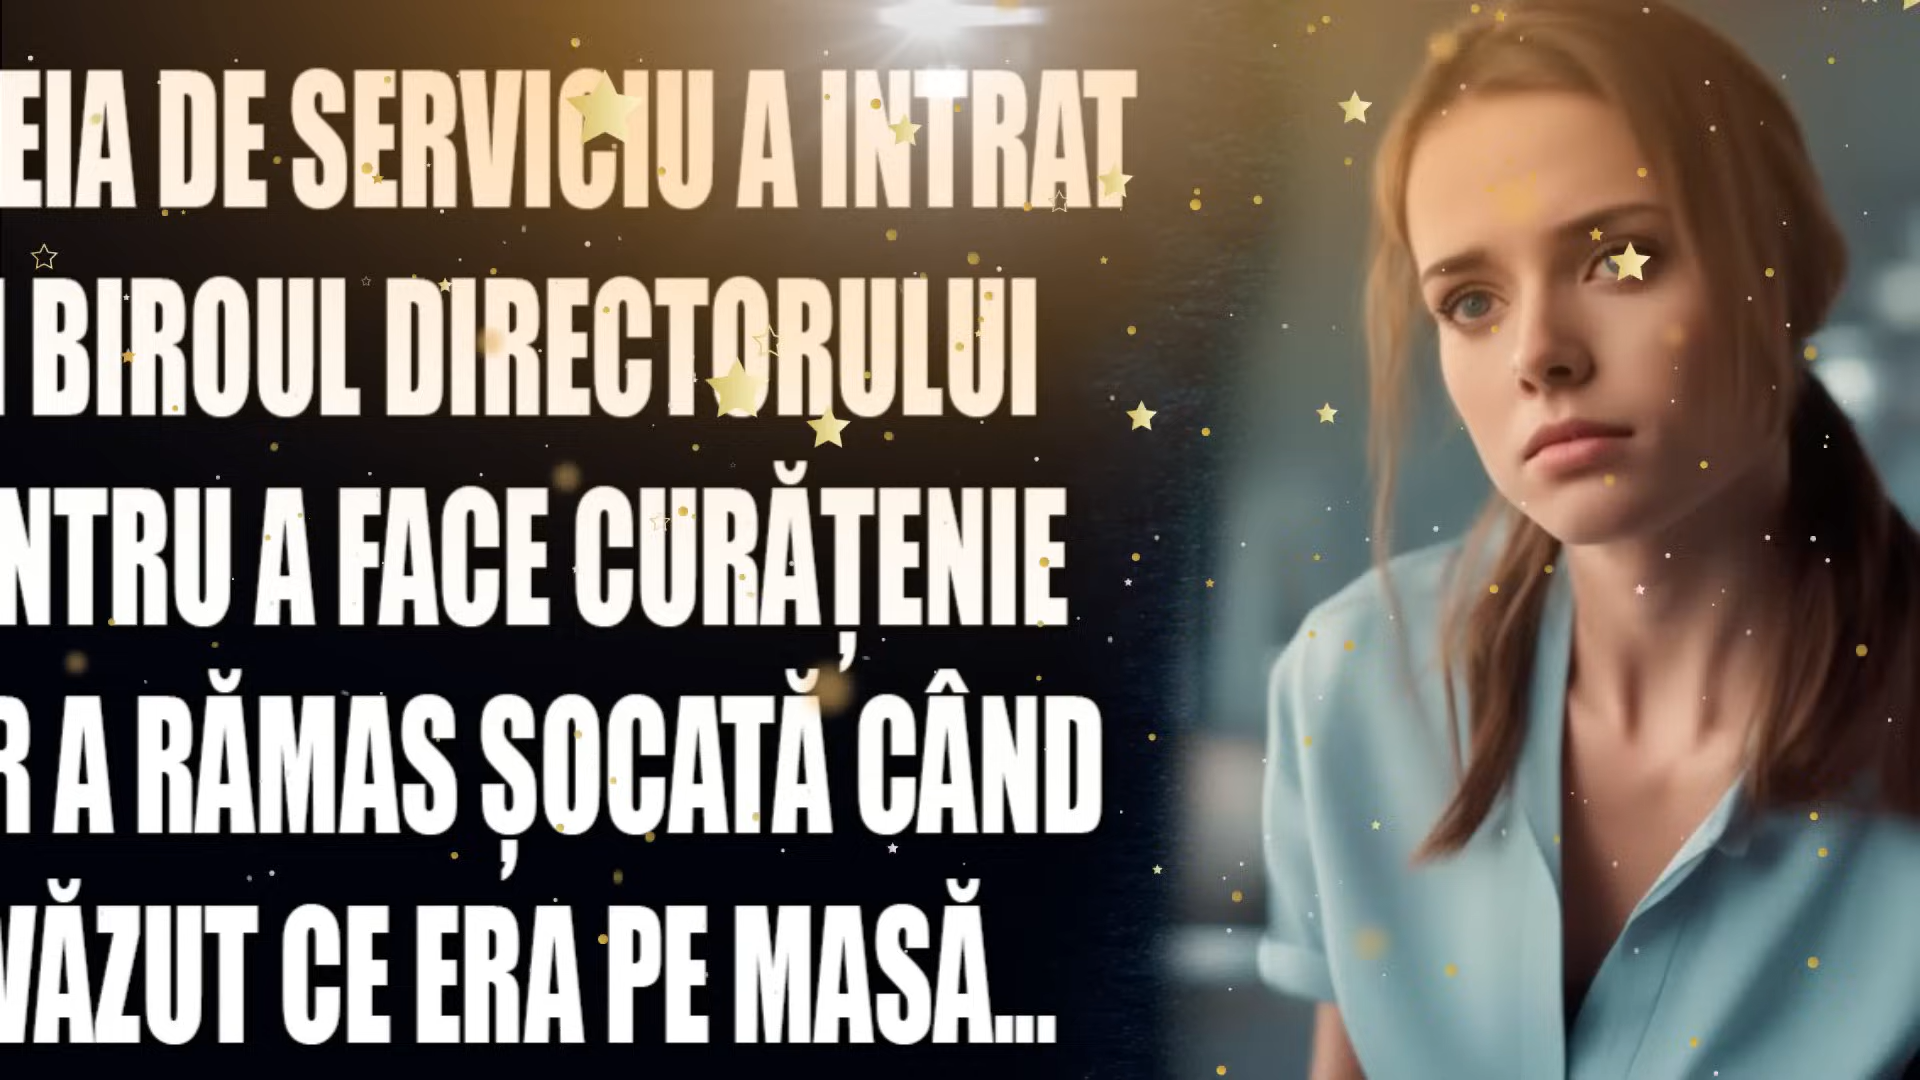 EIA DE SERVICIU A INTRAT
BIROUL DIRECTORULUI
NTRU A FACE CURĂȚENIE
R A RĂMAS ȘOCATĂ CÂND
VĂZUT CE ERA PE MASĂ...